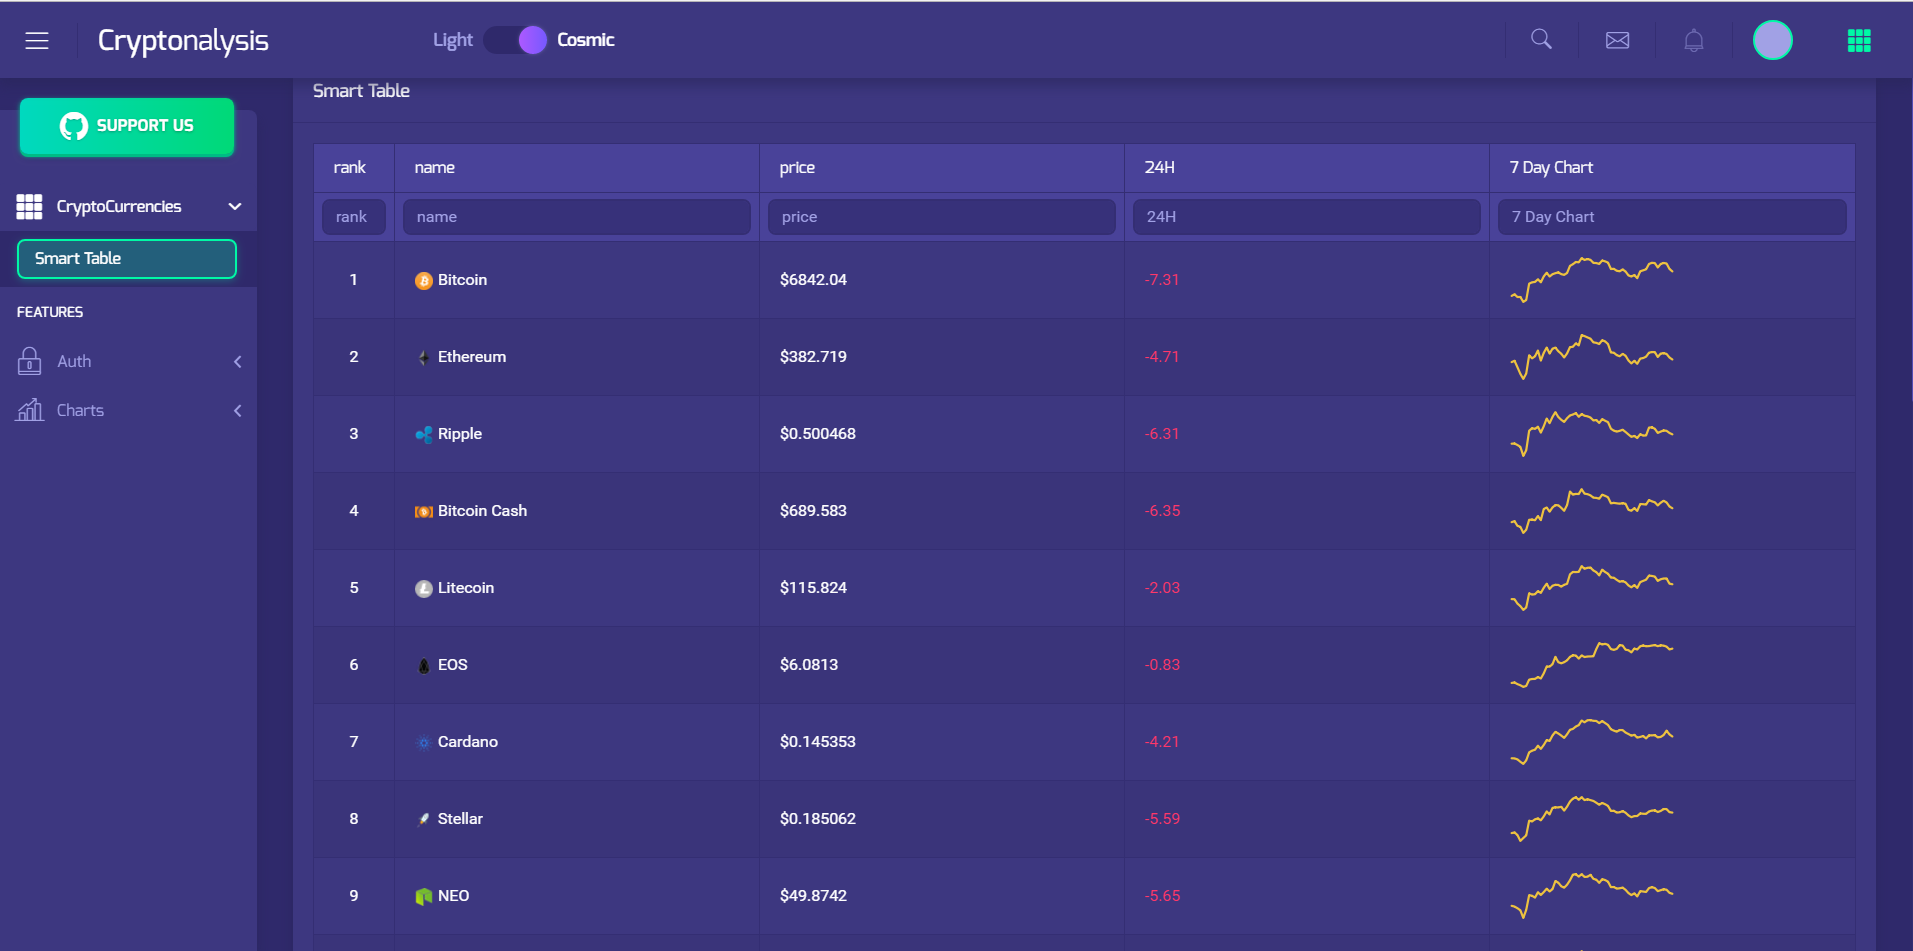 Cryptonalysis
Light Cosmic
SUPPORT US
CryptoCurrencies
Smart Table
FEATURES
Auth
Charts
Smart Table
rank name price 24H 7 Day Chart
rank name price 24H 7 Day Chart
1 Bitcoin $6842.04 -7.31
2 Ethereum $382.719 -4.71
3 Ripple $0.500468 -6.31
4 Bitcoin Cash $689.583 -6.35
5 Litecoin $115.824 -2.03
6 EOS $6.0813 -0.83
7 Cardano $0.145353 -4.21
8 Stellar $0.185062 -5.59
9 NEO $49.8742 -5.65